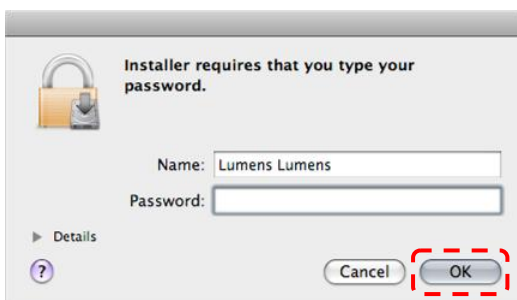 Installer requires that you type your
password.
Name: Lumens Lumens
Password:
Details
? Cancel OK